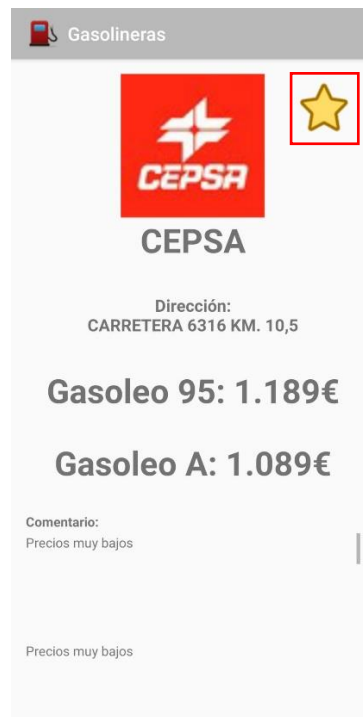 Gasolineras
CEPSA
CEPSA
Dirección:
CARRETERA 6316 KM. 10,5
Gasoleo 95: 1.189€
Gasoleo A: 1.089€
Comentario:
Precios muy bajos
Precios muy bajos